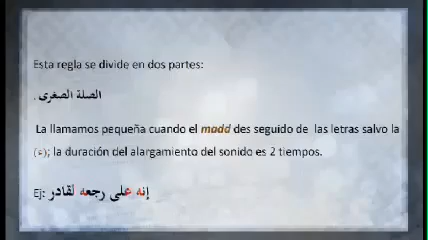 Esta regla se divide en dos partes:
الصلة الصغرى .
La llamamos pequeña cuando el madd des seguido de las letras salvo la
(ء); la duración del alargamiento del sonido es 2 tiempos.
Ej: إنه على رجعه لقادر